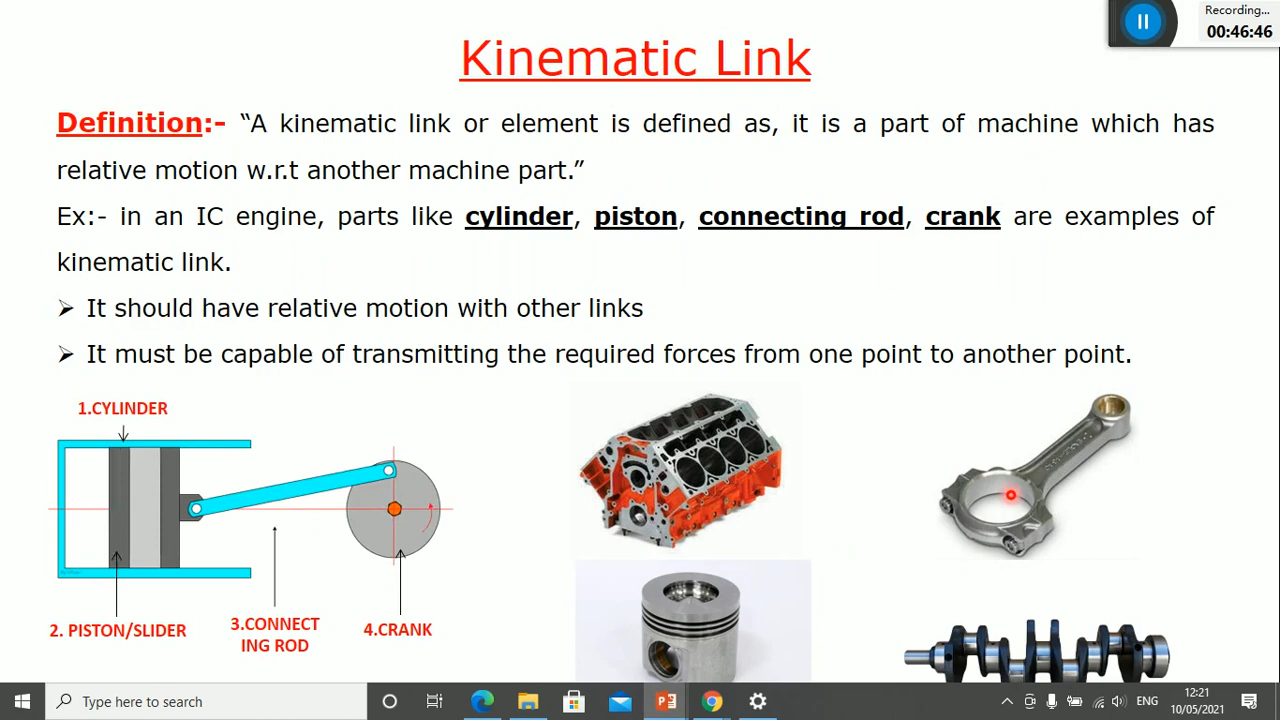 Recording...
00:46:46
Kinematic Link
Definition:- “A kinematic link or element is defined as, it is a part of machine which has
relative motion w.r.t another machine part.”
Ex:- in an IC engine, parts like cylinder, piston, connecting rod, crank are examples of
kinematic link.
➢ It should have relative motion with other links
➢ It must be capable of transmitting the required forces from one point to another point.
1.CYLINDER
2. PISTON/SLIDER
3.CONNECT
ING ROD
4.CRANK
Type here to search
ENG
12:21
10/05/2021